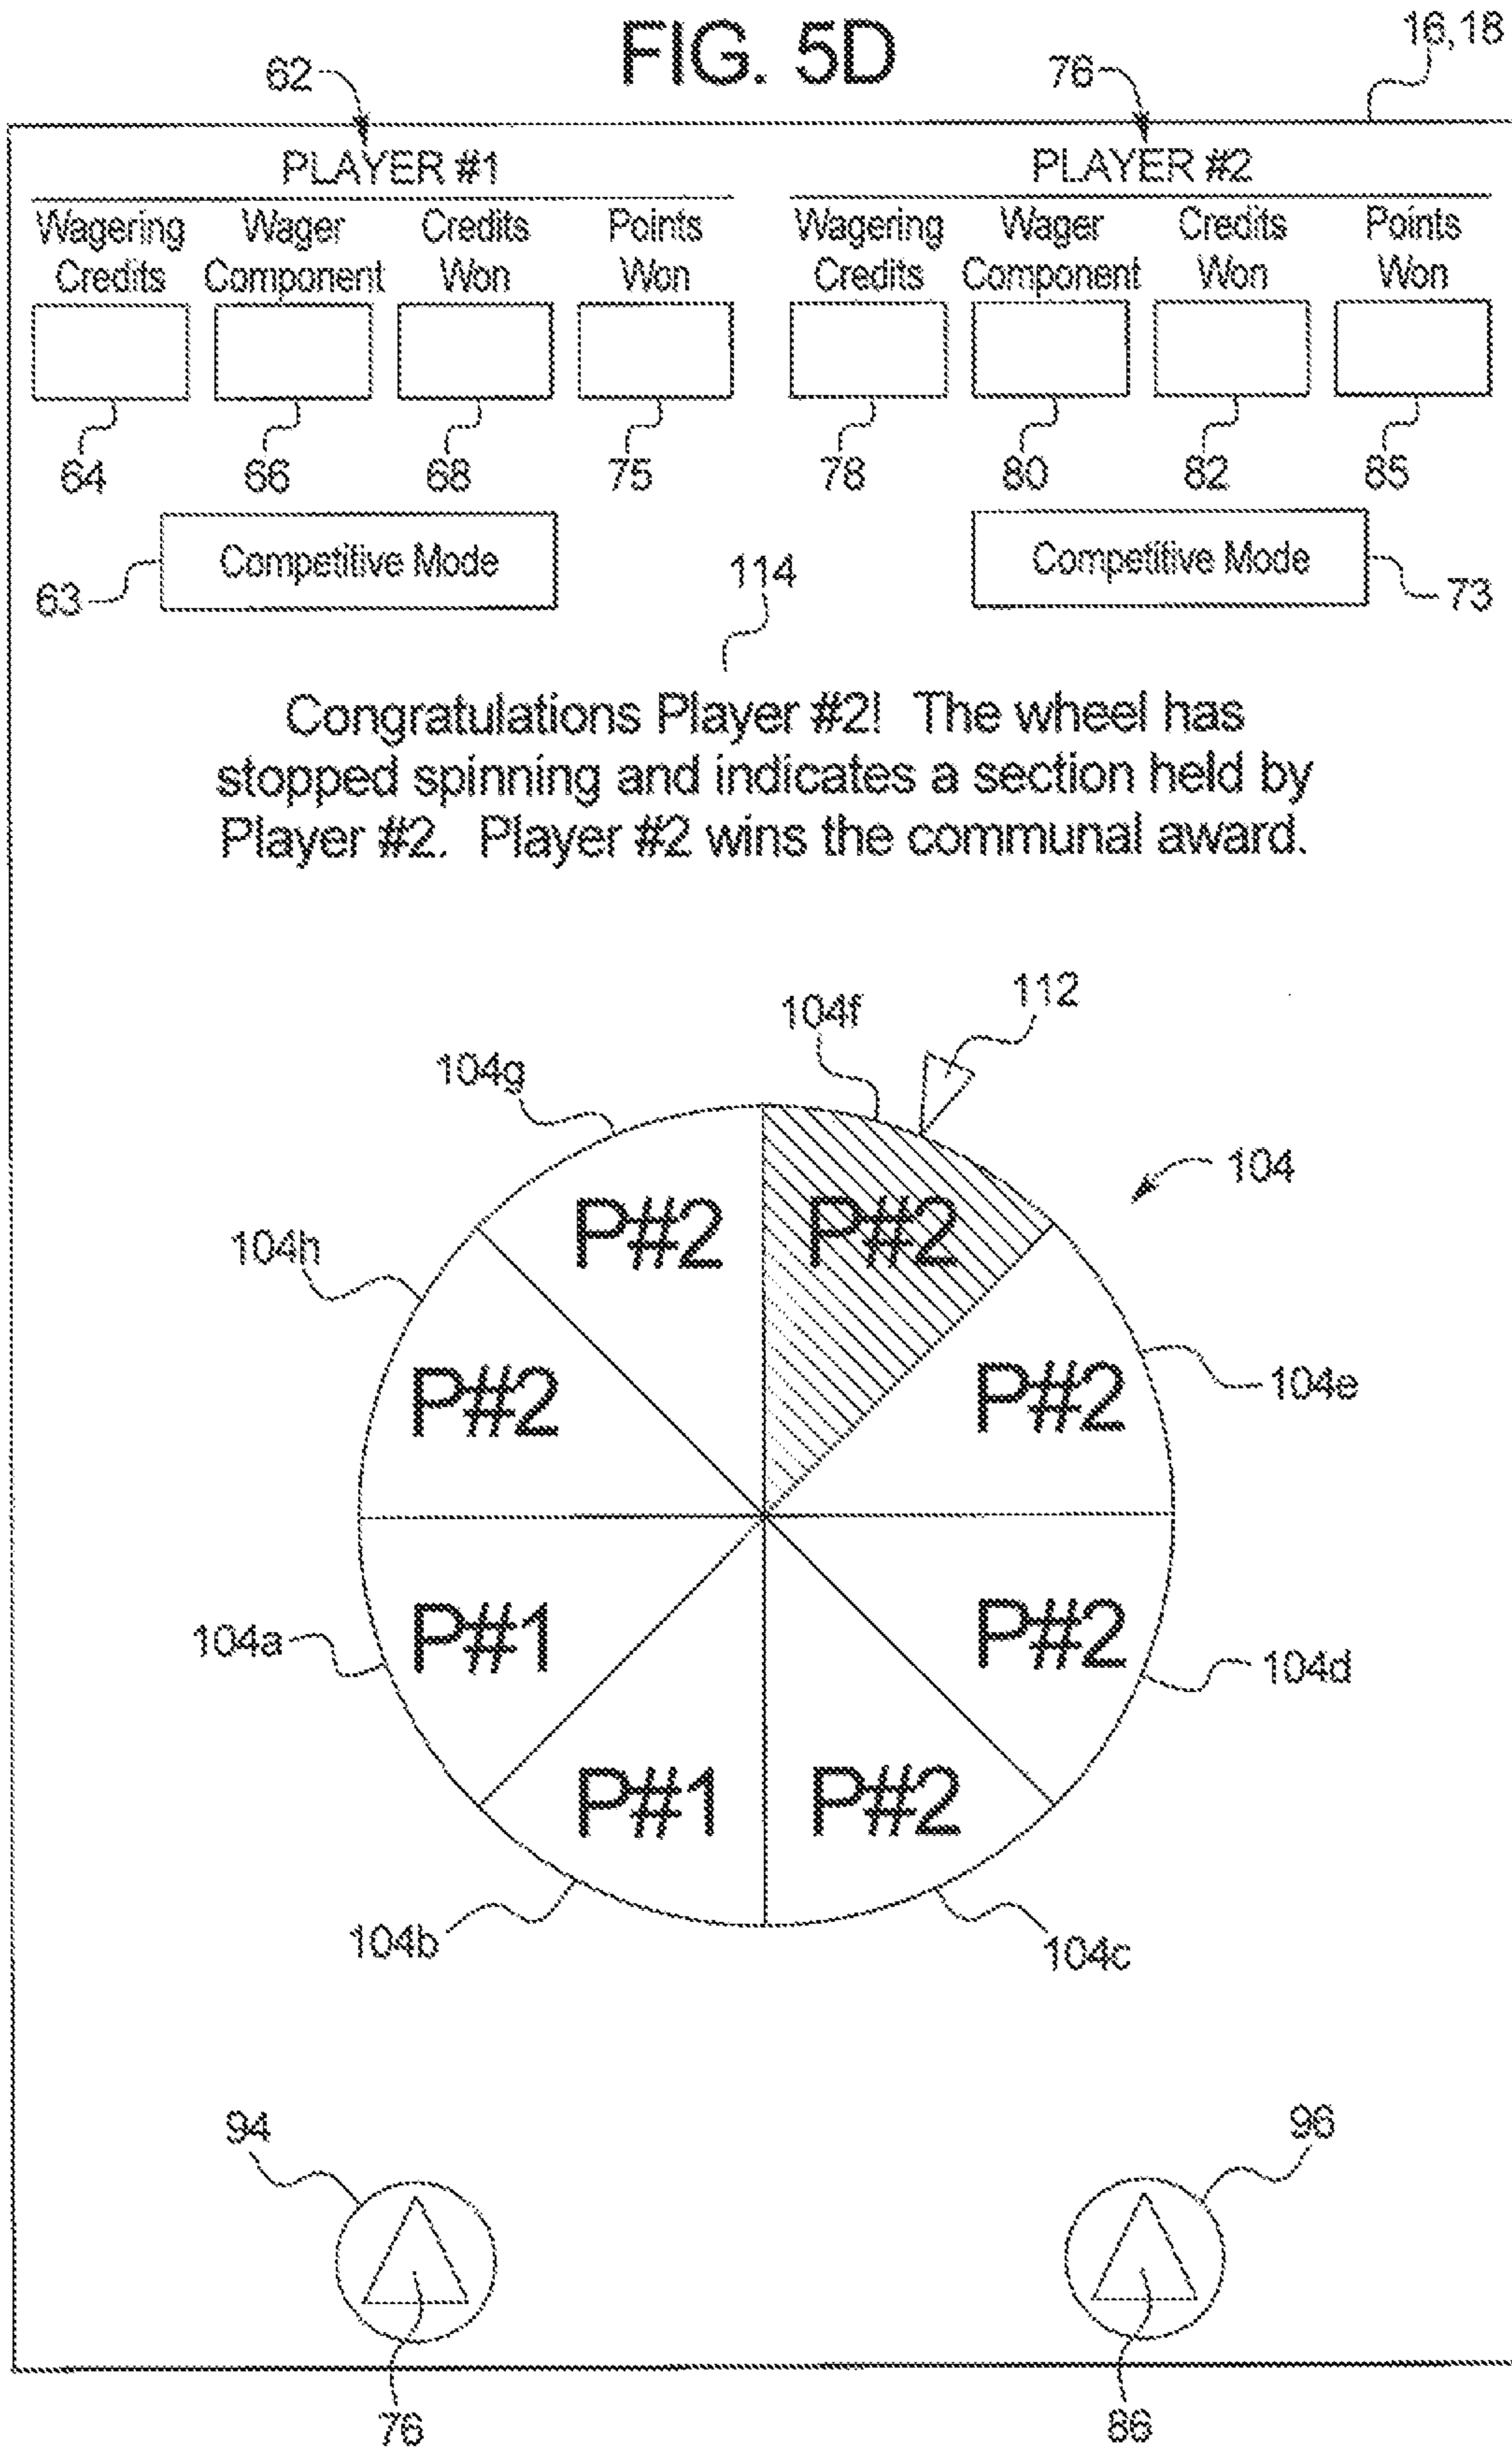 FIG. 5D
16,18
62
76
PLAYER #1
PLAYER #2
Wagering Credits
Wager Component
Credits Won
Points Won
Wagering Credits
Wager Component
Credits Won
Points Won
64
66
68
75
78
80
82
85
63
Competitive Mode
114
Competitive Mode
73
Congratulations Player #2! The wheel has
stopped spinning and indicates a section held by
Player #2. Player #2 wins the communal award.
104g
104f
112
104
104h
P#2
P#2
P#2
P#2
104e
104a
P#1
P#2
104d
P#1
P#2
104b
104c
94
96
76
86